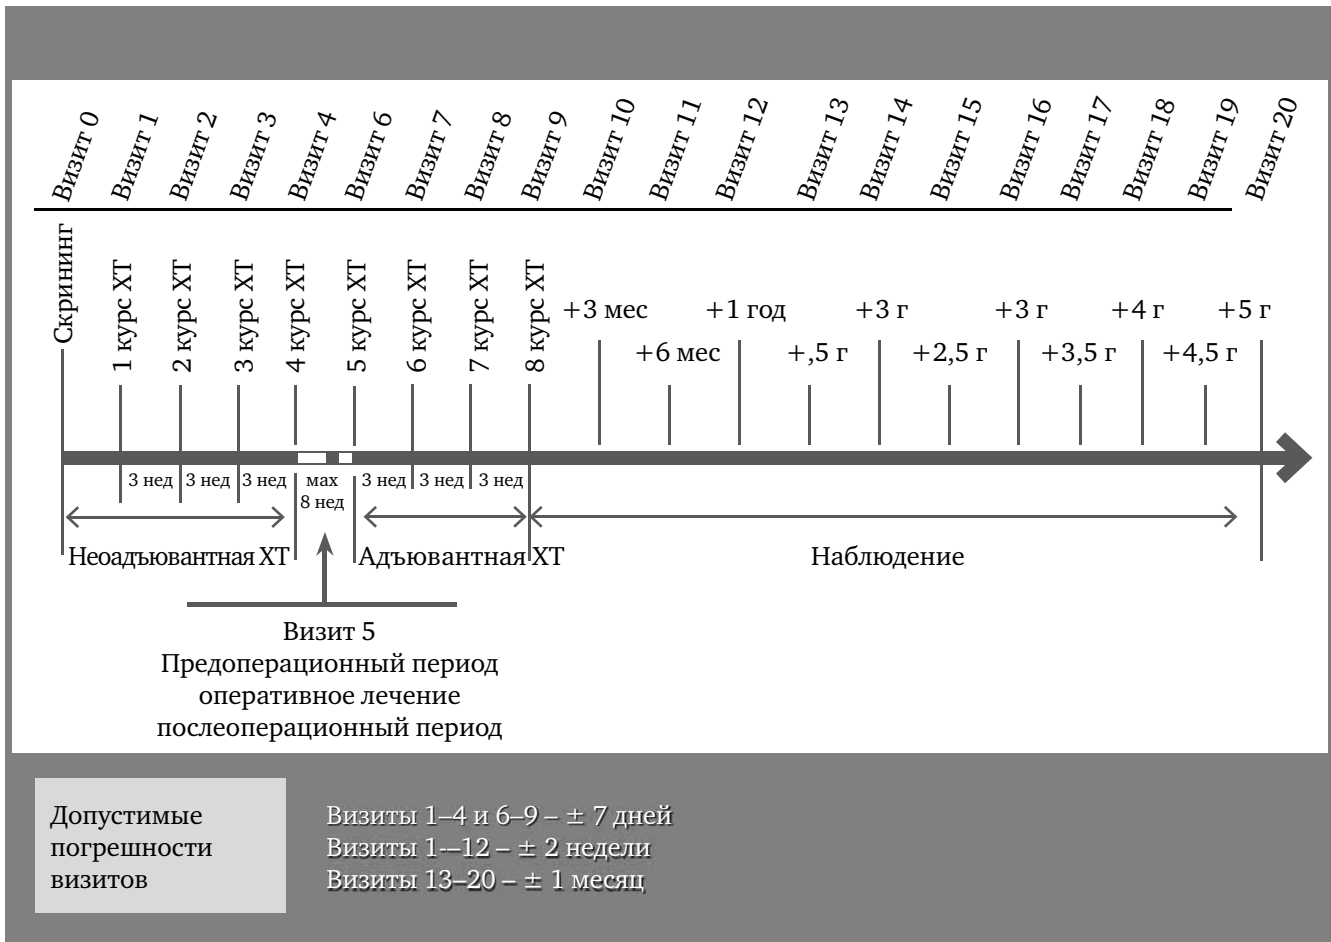 Визит 0
Визит 1
Визит 2
Визит 3
Визит 4
Визит 6
Визит 7
Визит 8
Визит 9
Визит 10
Визит 11
Визит 12
Визит 13
Визит 14
Визит 15
Визит 16
Визит 17
Визит 18
Визит 19
Визит 20
Скрининг
1 курс ХТ
2 курс ХТ
3 курс ХТ
4 курс ХТ
5 курс ХТ
6 курс ХТ
7 курс ХТ
8 курс ХТ
+3 мес
+6 мес
+1 год
+,5 г
+3 г
+2,5 г
+3 г
+3,5 г
+4 г
+4,5 г
+5 г
3 нед
3 нед
3 нед
мах
8 нед
3 нед
3 нед
3 нед
Неоадъювантная ХТ
Адъювантная ХТ
Наблюдение
Визит 5
Предоперационный период
оперативное лечение
послеоперационный период
Допустимые
погрешности
визитов
Визиты 1–4 и 6–9 – ± 7 дней
Визиты 1-–12 – ± 2 недели
Визиты 13–20 – ± 1 месяц